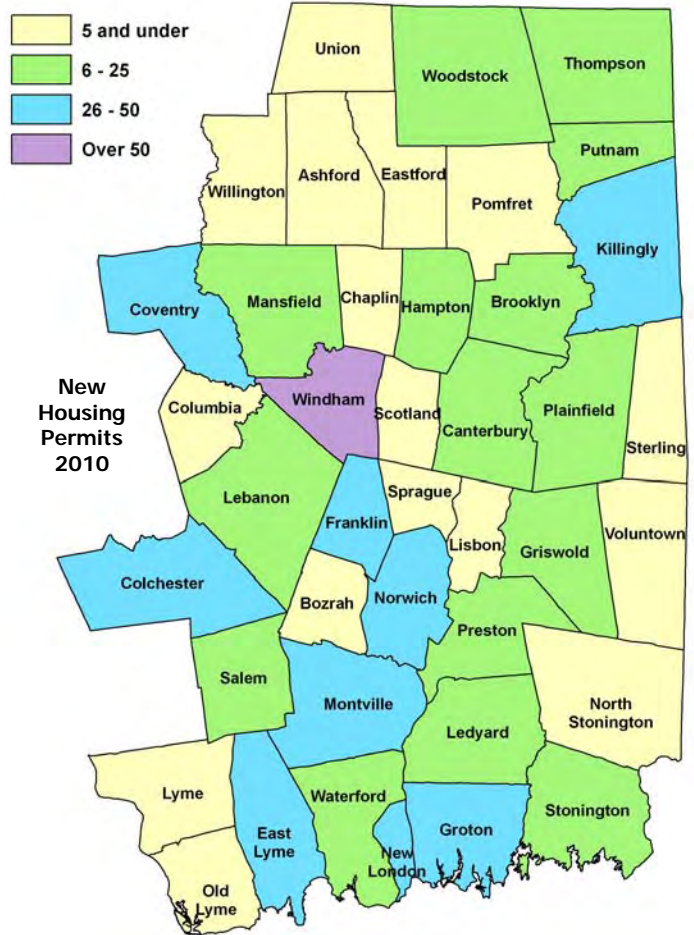 5 and under
6 - 25
26 - 50
Over 50
Union
Woodstock
Thompson
Putnam
Willington
Ashford
Eastford
Pomfret
Killingly
Coventry
Mansfield
Chaplin
Hampton
Brooklyn
New
Housing
Permits
2010
Columbia
Windham
Scotland
Canterbury
Plainfield
Sterling
Lebanon
Franklin
Sprague
Lisbon
Griswold
Voluntown
Colchester
Bozrah
Norwich
Preston
Salem
Montville
Ledyard
North
Stonington
Lyme
East
Lyme
Waterford
New
London
Groton
Stonington
Old
Lyme